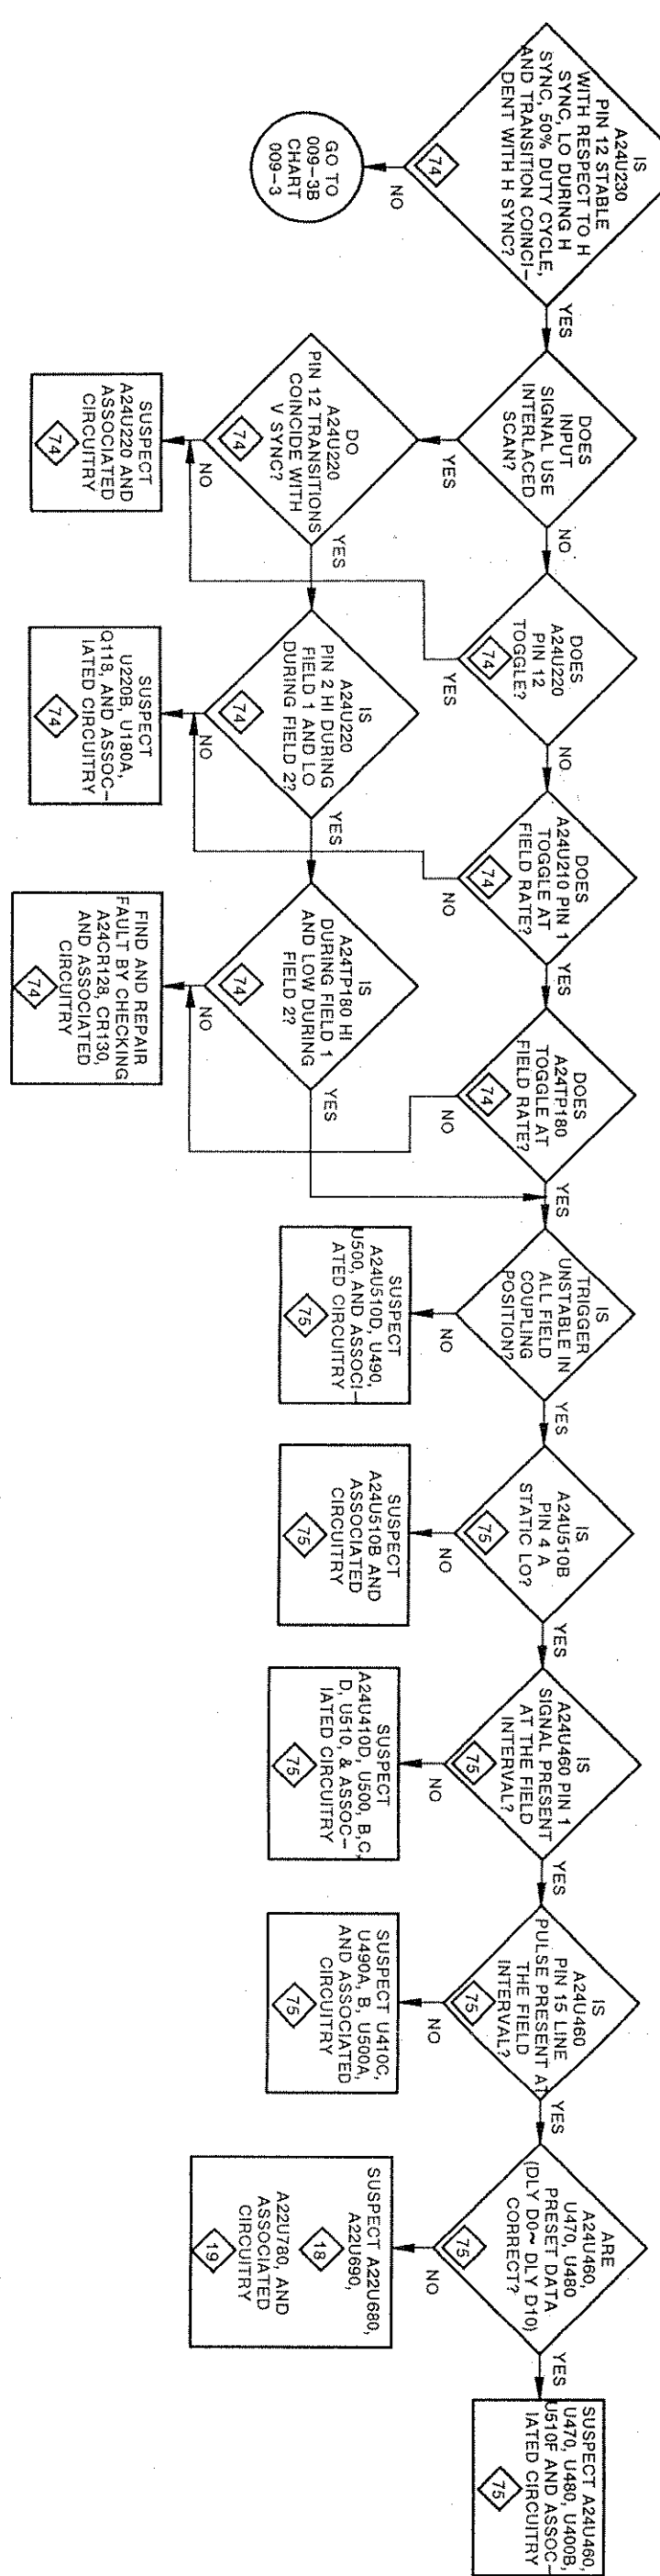 IS
A24U230
PIN 12 STABLE
WITH RESPECT TO H
SYNC, LO DURING H
SYNC, 50% DUTY CYCLE,
AND TRANSITION COINCI-
DENT WITH H SYNC?
74
NO
GO TO
009-3B
CHART
009-3
YES
DOES
INPUT
SIGNAL USE
INTERLACED
SCAN?
YES
DO
A24U220
PIN 12 TRANSITIONS
COINCIDE WITH
V SYNC?
74
NO
SUSPECT
A24U220 AND
ASSOCIATED
CIRCUITRY
74
YES
NO
DOES
A24U220
PIN 12
TOGGLE?
74
YES
IS
A24U220
PIN 2 HI DURING
FIELD 1 AND LO
DURING FIELD 2?
74
NO
SUSPECT
U220B, U180A,
Q118, AND ASSOC-
IATED CIRCUITRY
74
YES
NO
DOES
A24U210 PIN 1
TOGGLE AT
FIELD RATE?
74
NO
IS
A24TP180 HI
DURING FIELD 1
AND LOW DURING
FIELD 2?
74
NO
FIND AND REPAIR
FAULT BY CHECKING
A24CR128, CR130,
AND ASSOCIATED
CIRCUITRY
74
YES
YES
DOES
A24TP180
TOGGLE AT
FIELD RATE?
74
NO
YES
IS
TRIGGER
UNSTABLE IN
ALL FIELD
COUPLING
POSITION?
NO
SUSPECT
A24U510D, U490,
U500, AND ASSOCI-
ATED CIRCUITRY
75
YES
IS
A24U510B
PIN 4 A
STATIC LO?
75
NO
SUSPECT
A24U510B AND
ASSOCIATED
CIRCUITRY
75
YES
IS
A24U460 PIN 1
SIGNAL PRESENT
AT THE FIELD
INTERVAL?
75
NO
SUSPECT
A24U410D, U500, B,C,
D, U510, & ASSOC-
IATED CIRCUITRY
75
YES
IS
A24U460
PIN 15 LINE
PULSE PRESENT AT
THE FIELD
INTERVAL?
75
NO
SUSPECT U410C,
U490A, B, U500A,
AND ASSOCIATED
CIRCUITRY
75
YES
ARE
A24U460,
U470, U480
PRESET DATA
(DLY D0~ DLY D10)
CORRECT?
75
NO
SUSPECT A22U680,
A22U690,
18
A22U780, AND
ASSOCIATED
CIRCUITRY
19
YES
SUSPECT A24U460,
U470, U480, U400B,
U510F AND ASSOC-
IATED CIRCUITRY
75